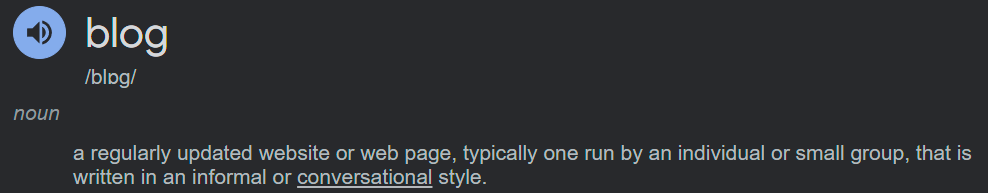 blog
/blɒg/
noun
a regularly updated website or web page, typically one run by an individual or small group, that is
written in an informal or conversational style.